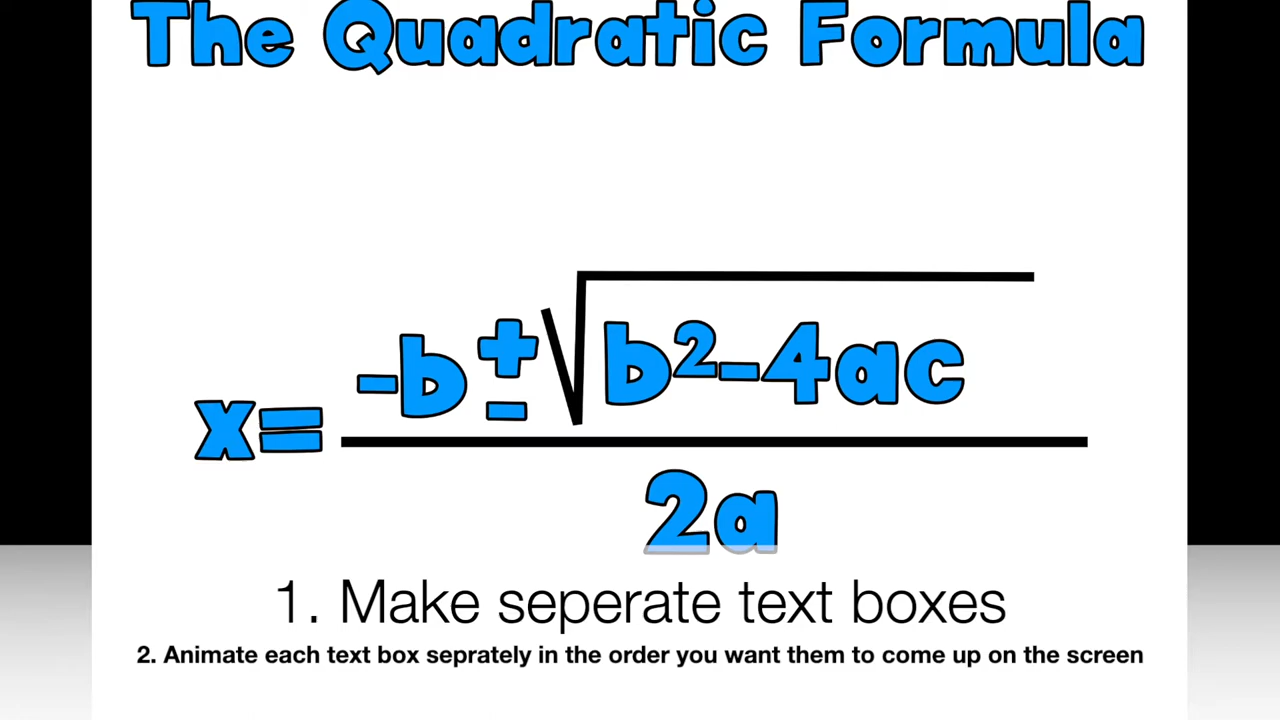 The Quadratic Formula
x= -b ± √b²-4ac
2a
1. Make seperate text boxes
2. Animate each text box seprately in the order you want them to come up on the screen